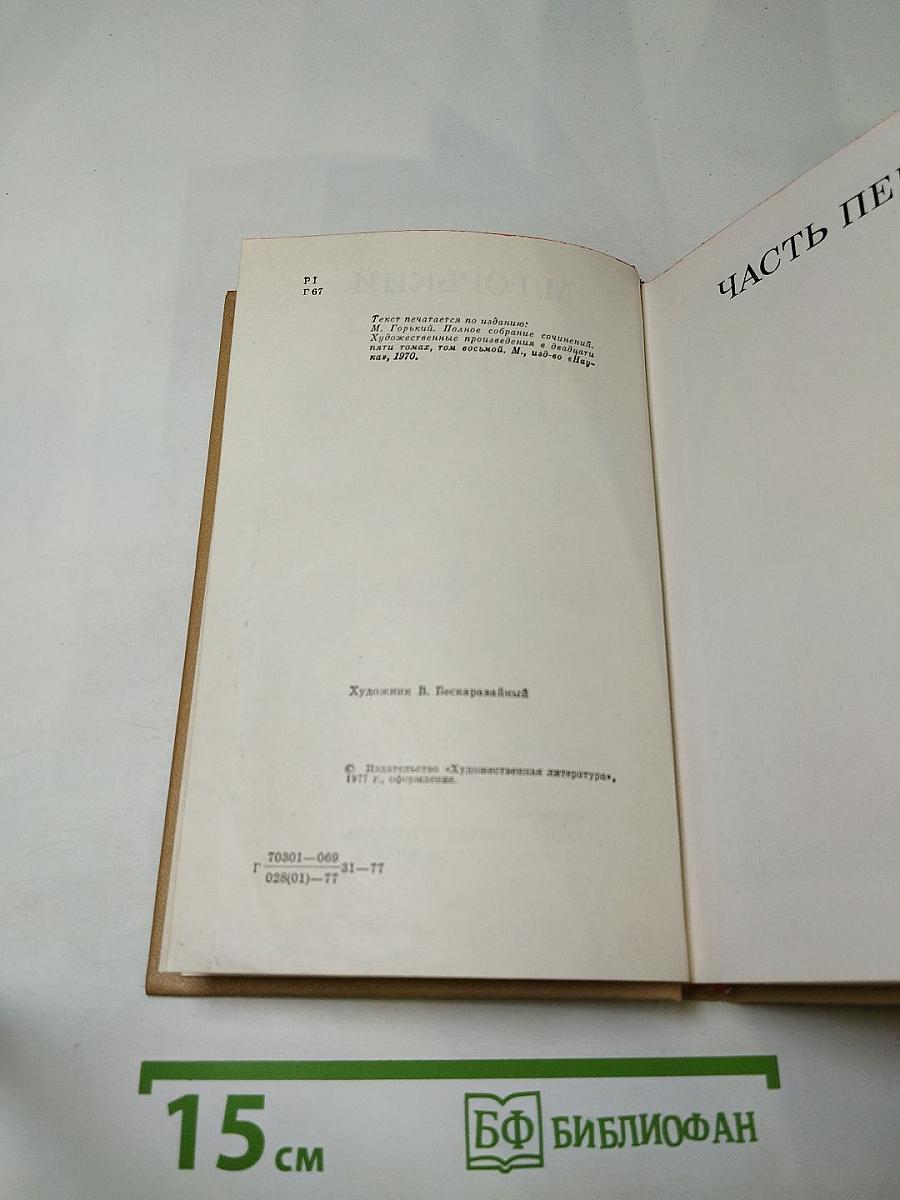 Р1
Г67
Текст печатается по изданию:
М. Горький. Полное собрание сочинений.
Художественные произведения в двадцати
пяти томах, том восьмой. М., изд-во «Нау-
ка», 1970.
Художник В. Бескаравайный
© Издательство «Художественная литература»,
1977 г., оформление.
Г 70301—069
028(01)—77 31—77
ЧАСТЬ ПЕР
М. ГОРЬКИЙ
15 см
БФ БИБЛИОФАН